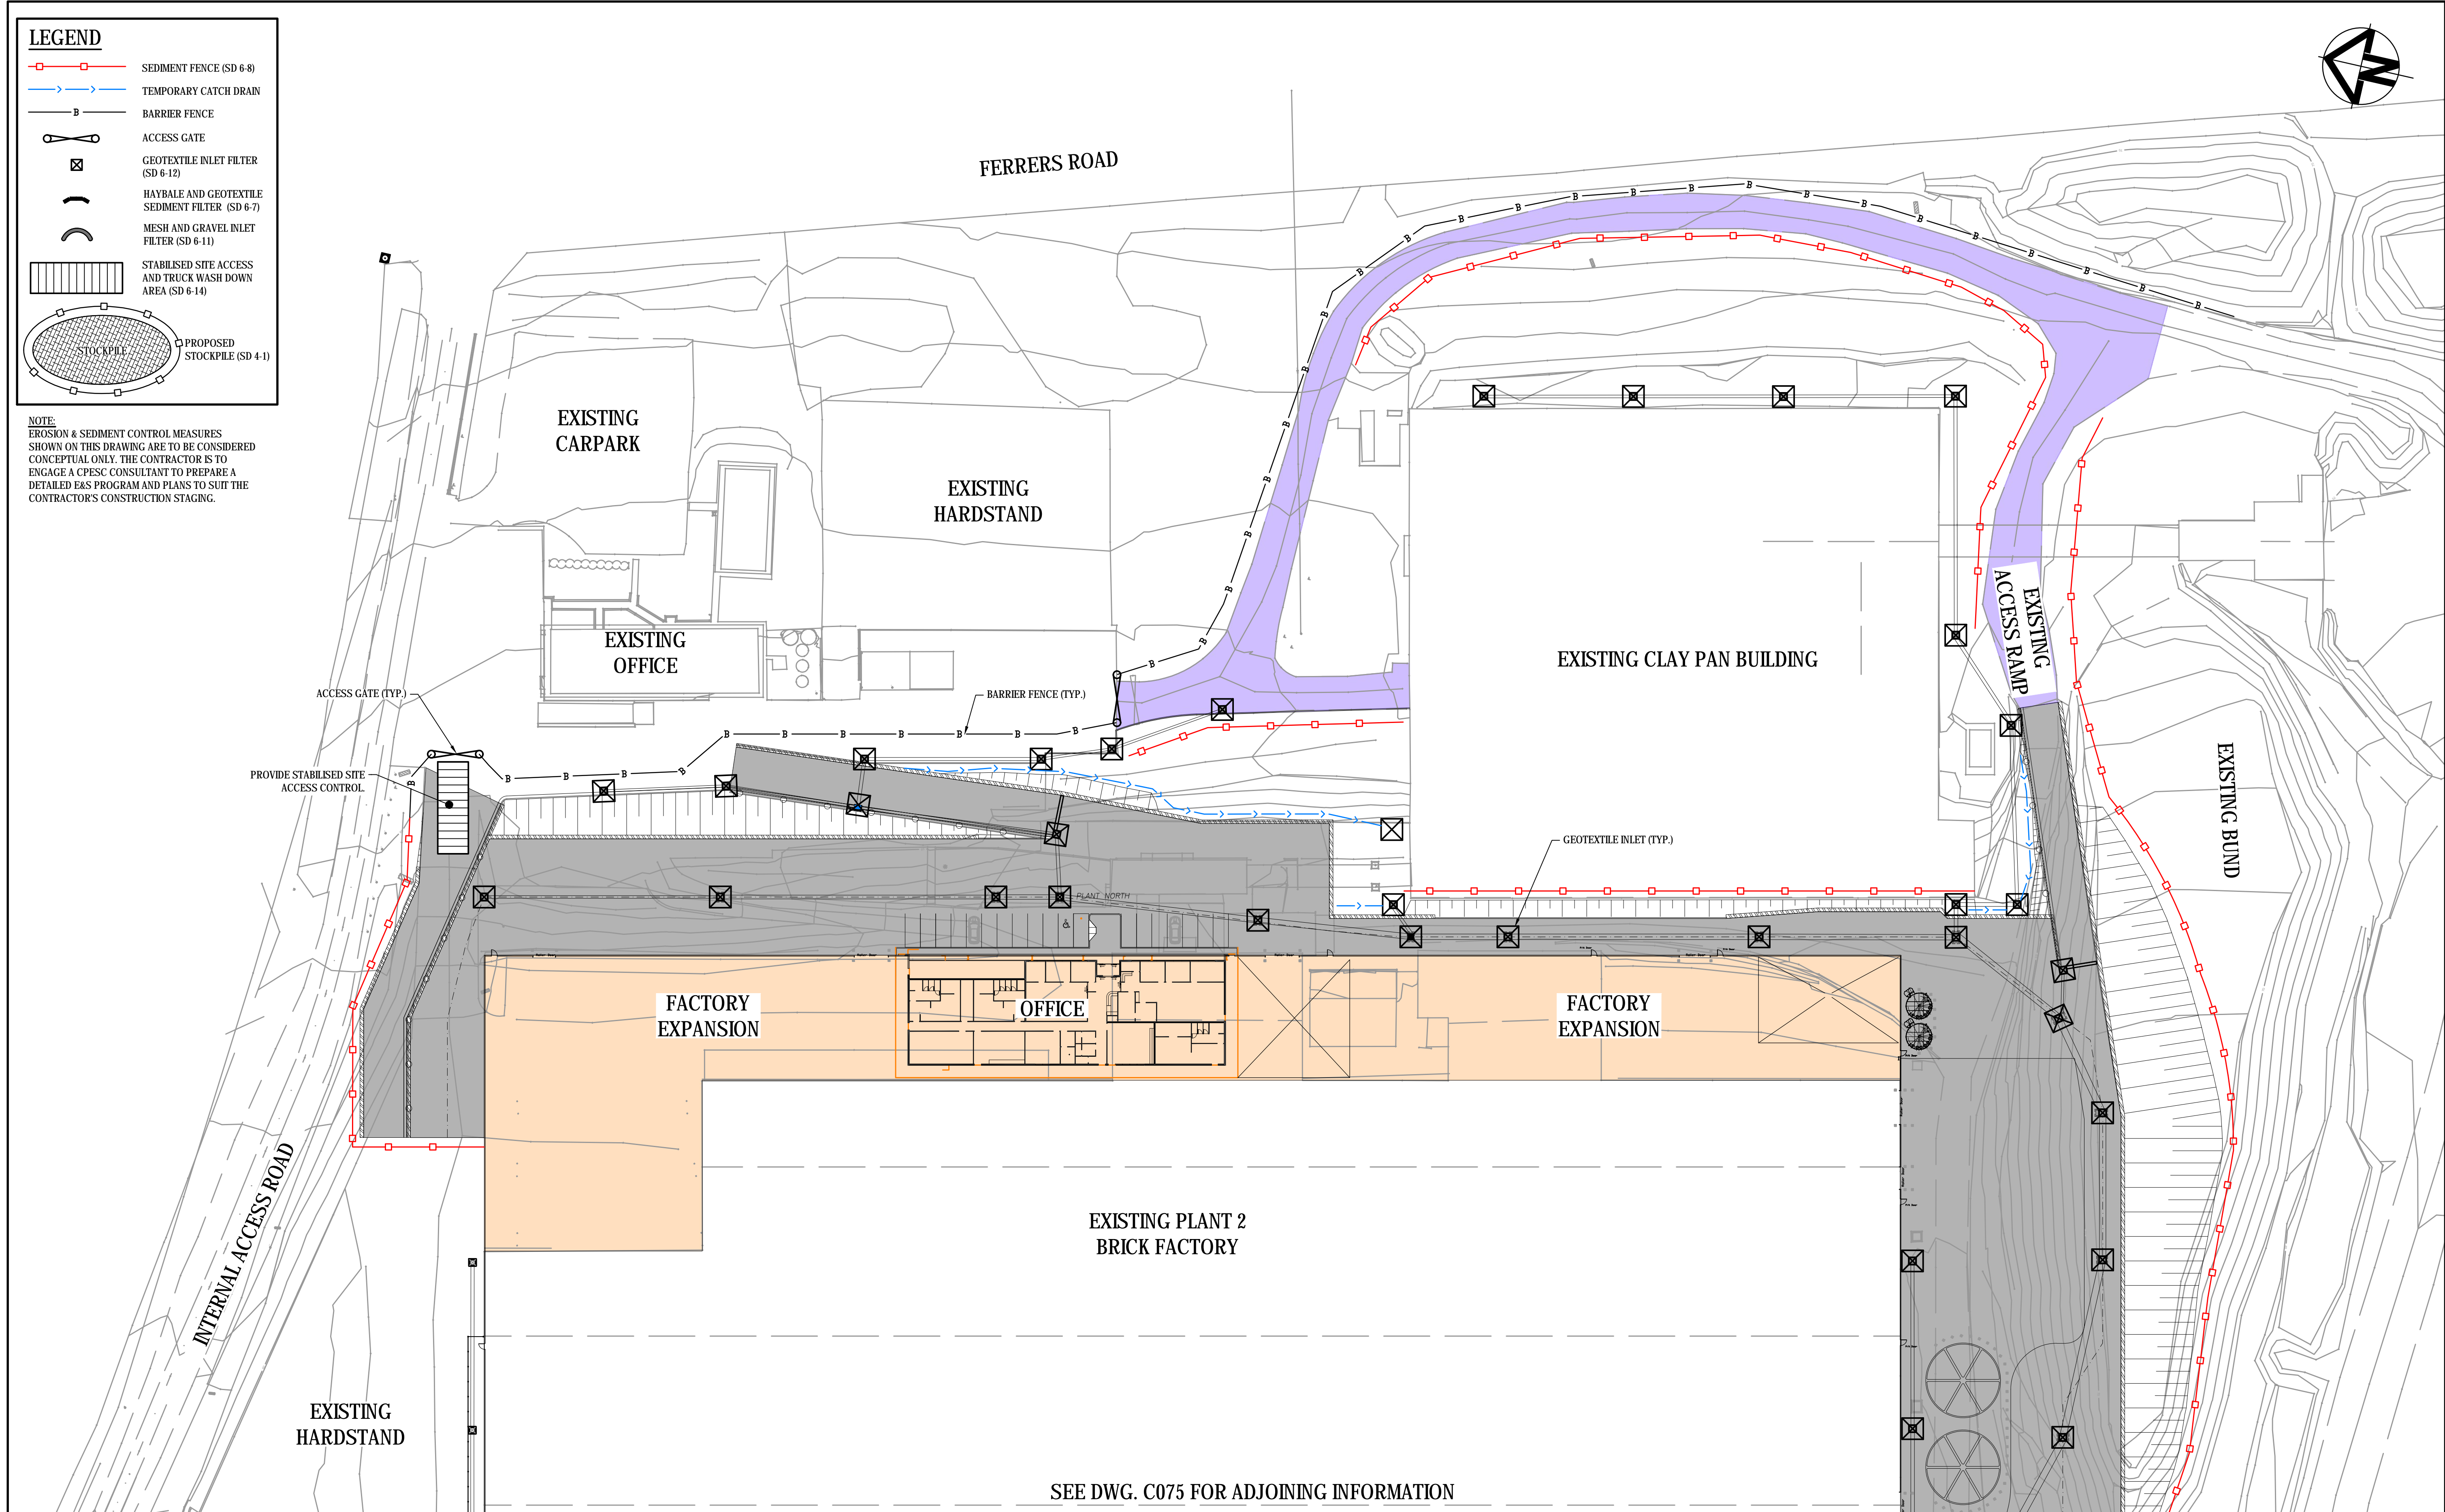 LEGEND
SEDIMENT FENCE (SD 6-8)
TEMPORARY CATCH DRAIN
B
BARRIER FENCE
ACCESS GATE
GEOTEXTILE INLET FILTER
(SD 6-12)
HAYBALE AND GEOTEXTILE
SEDIMENT FILTER (SD 6-7)
MESH AND GRAVEL INLET
FILTER (SD 6-11)
STABILISED SITE ACCESS
AND TRUCK WASH DOWN
AREA (SD 6-14)
STOCKPILE
PROPOSED
STOCKPILE (SD 4-1)
NOTE:
EROSION & SEDIMENT CONTROL MEASURES
SHOWN ON THIS DRAWING ARE TO BE CONSIDERED
CONCEPTUAL ONLY. THE CONTRACTOR IS TO
ENGAGE A CPESC CONSULTANT TO PREPARE A
DETAILED E&S PROGRAM AND PLANS TO SUIT THE
CONTRACTOR'S CONSTRUCTION STAGING.
N
FERRERS ROAD
EXISTING
CARPARK
EXISTING
HARDSTAND
EXISTING
OFFICE
EXISTING CLAY PAN BUILDING
EXISTING
ACCESS RAMP
EXISTING BUND
ACCESS GATE (TYP.)
BARRIER FENCE (TYP.)
PROVIDE STABILISED SITE
ACCESS CONTROL
GEOTEXTILE INLET (TYP.)
PLANT NORTH
FACTORY
EXPANSION
OFFICE
FACTORY
EXPANSION
INTERNAL ACCESS ROAD
EXISTING PLANT 2
BRICK FACTORY
EXISTING
HARDSTAND
SEE DWG. C075 FOR ADJOINING INFORMATION